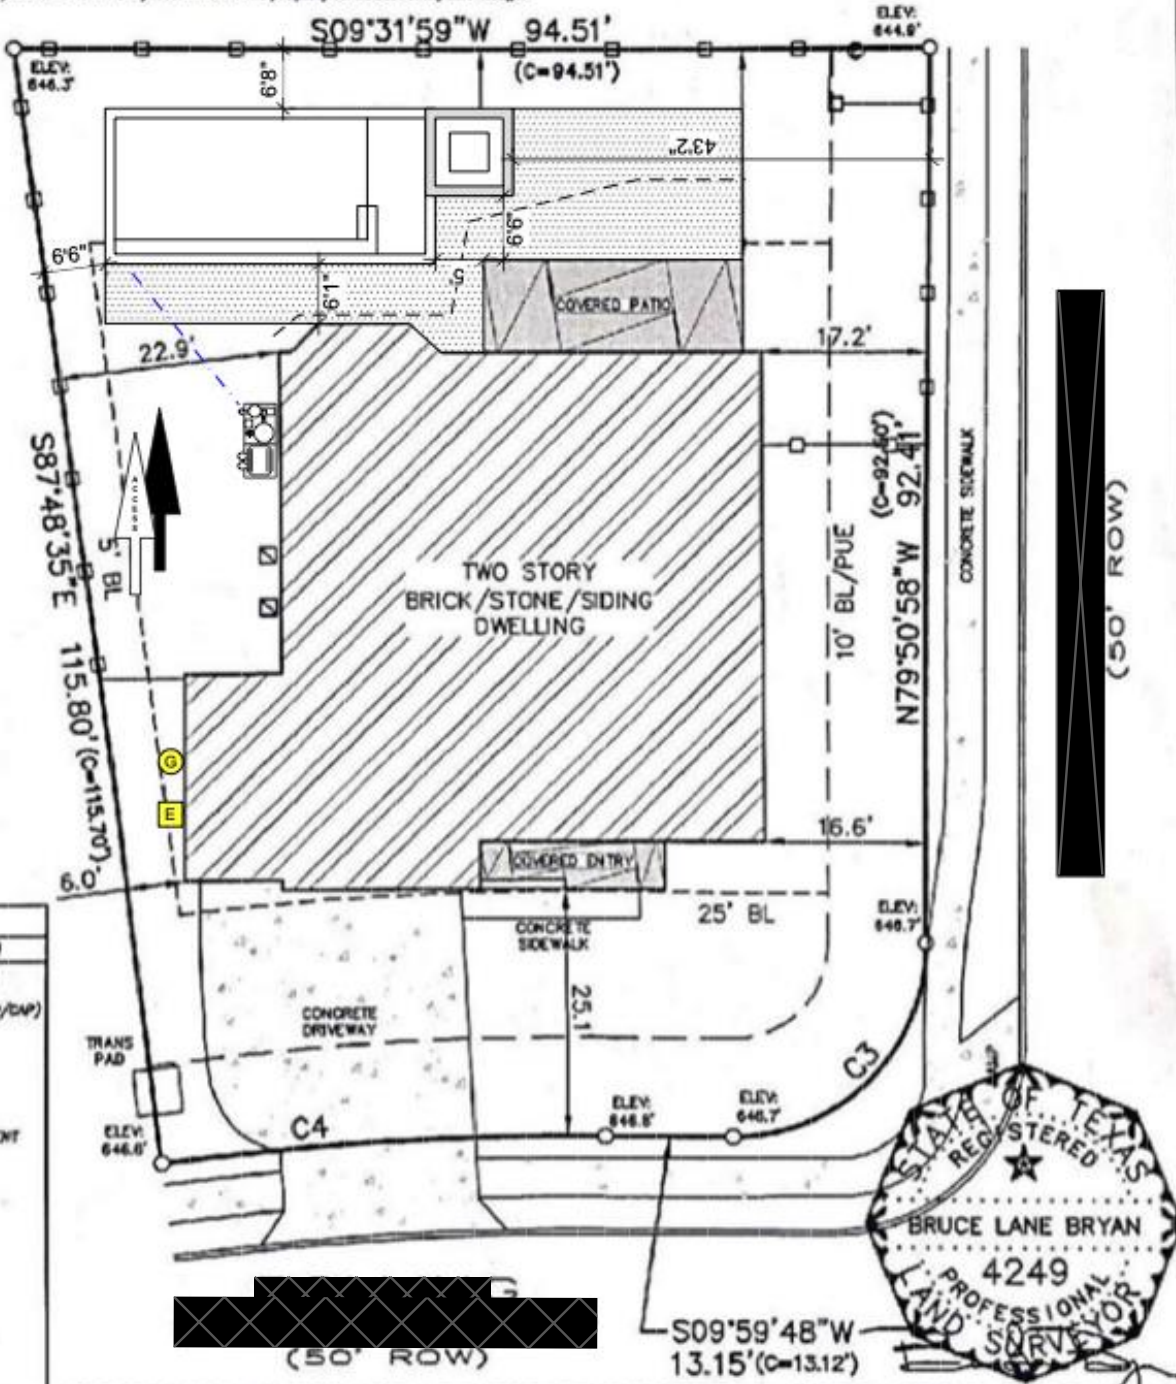 S09°31'59"W 94.51'
(C=94.51')
ELEV:
644.9'
ELEV:
646.3'
6'8"
43'2"
9'9"
6'6"
5'
6'1"
COVERED PATIO
22.9'
17.2'
S87°48'35"E 115.80' (C=115.70')
ACCESS
5' BL
TWO STORY
BRICK/STONE/SIDING
DWELLING
10' BL/PUE
N79°50'58"W 92.41'
CONCRETE SIDEWALK
(50' ROW)
G
E
16.6'
COVERED ENTRY
6.0'
25' BL
CONCRETE
SIDEWALK
ELEV:
646.7'
/CAP)
25.1
CONCRETE
DRIVEWAY
TRANS
PAD
C3
ELEV:
646.6'
C4
ELEV:
646.8'
ELEV:
646.7'
STATE OF TEXAS
REGISTERED
BRUCE LANE BRYAN
4249
PROFESSIONAL
LAND SURVEYOR
S09°59'48"W
13.15'(C=13.12')
(50' ROW)